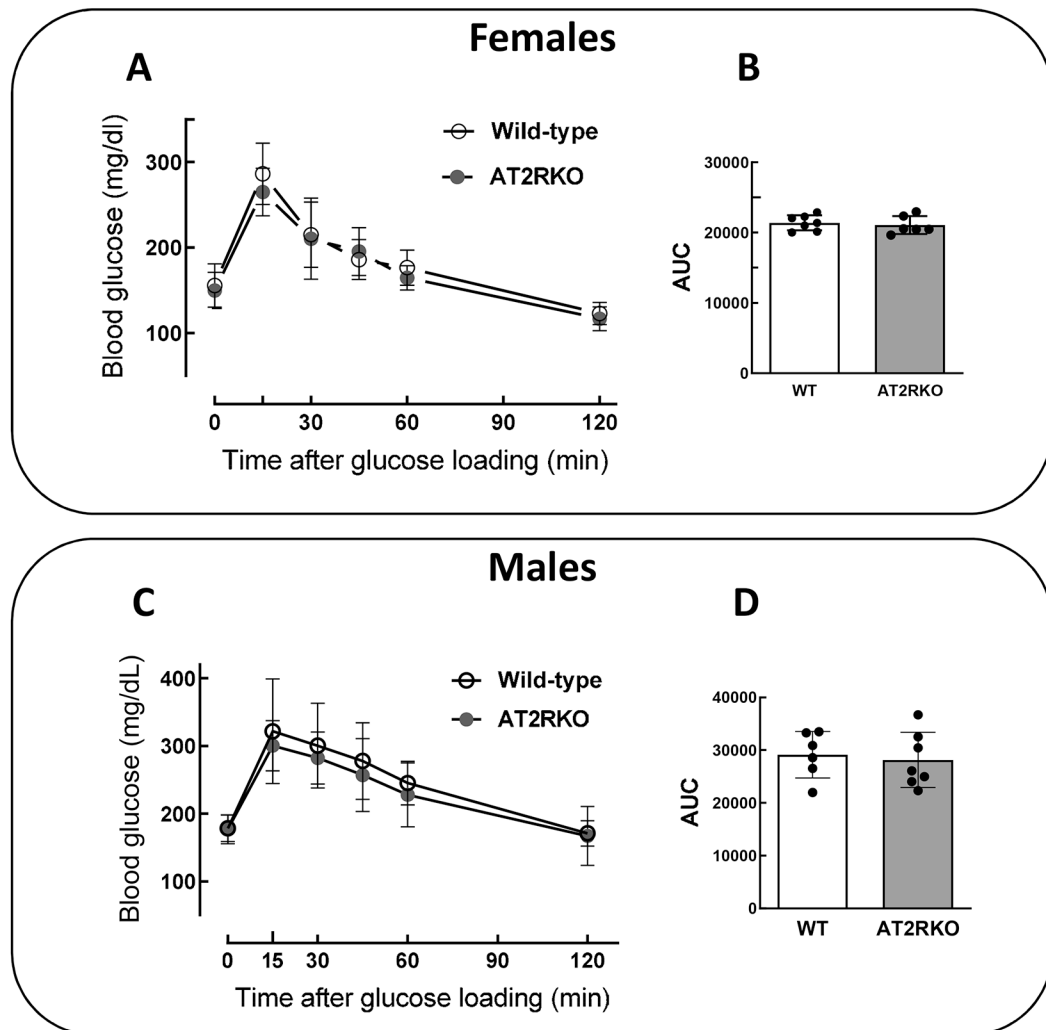 Females
A
B
Blood glucose (mg/dl)
300
200
100
Wild-type
AT2RKO
0
30
60
90
120
Time after glucose loading (min)
AUC
30000
20000
10000
0
WT
AT2RKO
Males
C
D
Blood glucose (mg/dL)
400
300
200
100
Wild-type
AT2RKO
0
15
30
60
90
120
Time after glucose loading (min)
AUC
40000
30000
20000
10000
0
WT
AT2RKO